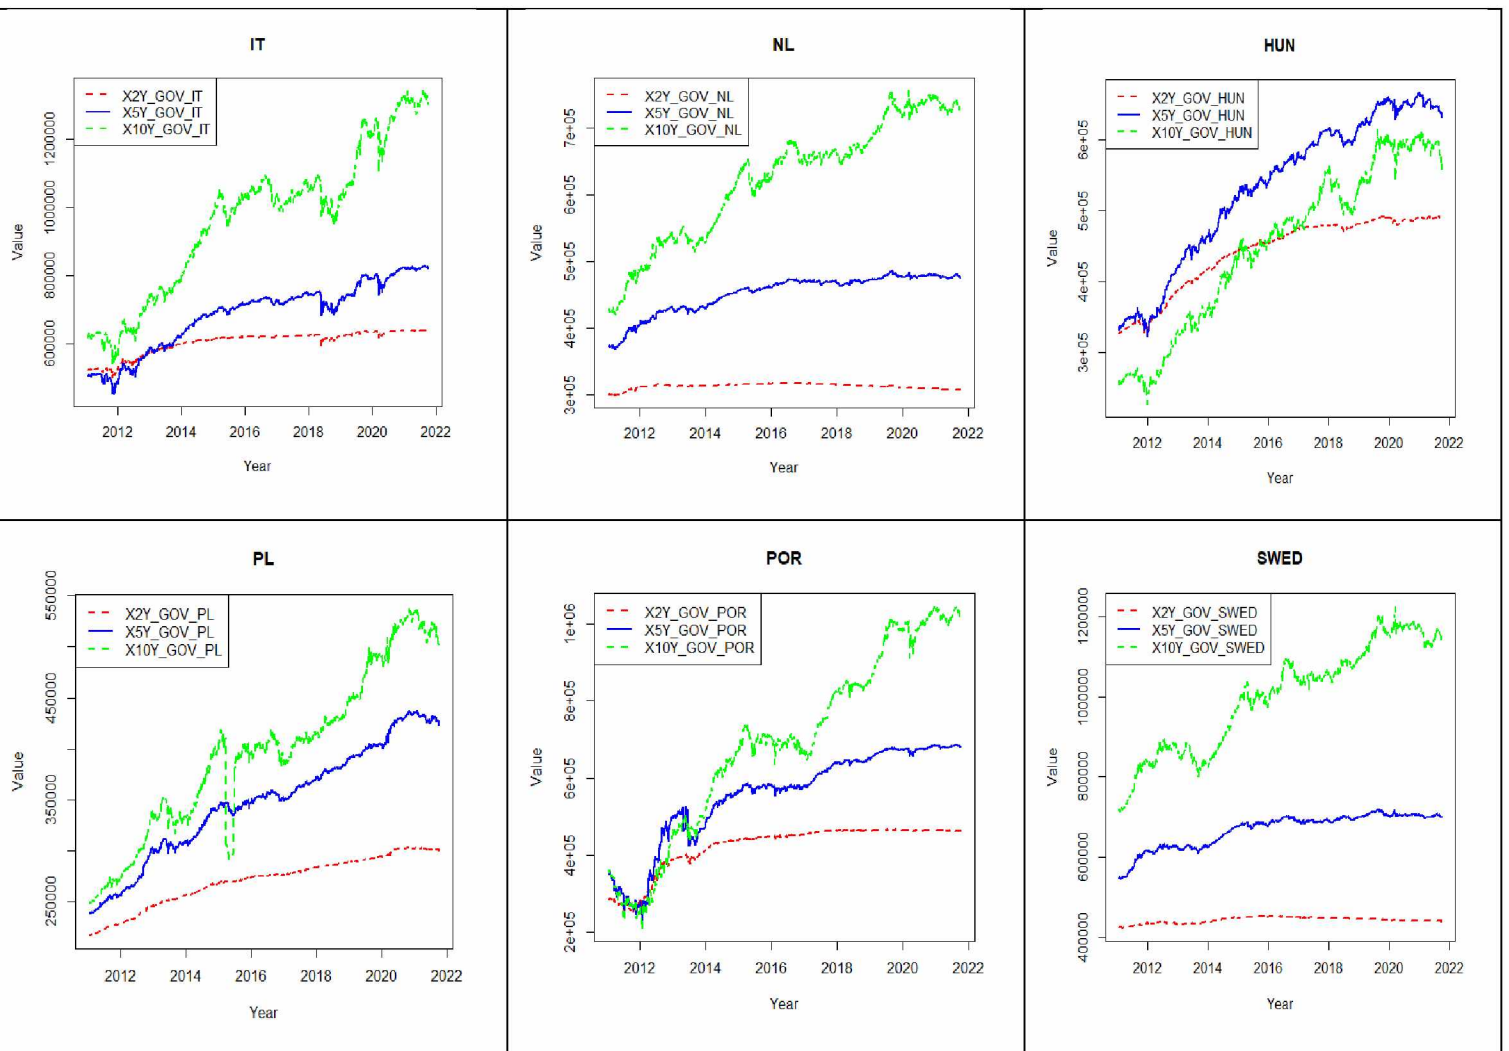 IT
X2Y_GOV_IT
X5Y_GOV_IT
X10Y_GOV_IT
Value
600000
800000
1000000
1200000
2012 2014 2016 2018 2020 2022
Year
NL
X2Y_GOV_NL
X5Y_GOV_NL
X10Y_GOV_NL
Value
3e+05
4e+05
5e+05
6e+05
7e+05
2012 2014 2016 2018 2020 2022
Year
HUN
X2Y_GOV_HUN
X5Y_GOV_HUN
X10Y_GOV_HUN
Value
3e+05
4e+05
5e+05
6e+05
2012 2014 2016 2018 2020 2022
Year
PL
X2Y_GOV_PL
X5Y_GOV_PL
X10Y_GOV_PL
Value
250000
350000
450000
550000
2012 2014 2016 2018 2020 2022
Year
POR
X2Y_GOV_POR
X5Y_GOV_POR
X10Y_GOV_POR
Value
2e+05
4e+05
6e+05
8e+05
1e+06
2012 2014 2016 2018 2020 2022
Year
SWED
X2Y_GOV_SWED
X5Y_GOV_SWED
X10Y_GOV_SWED
Value
400000
600000
800000
1000000
1200000
2012 2014 2016 2018 2020 2022
Year